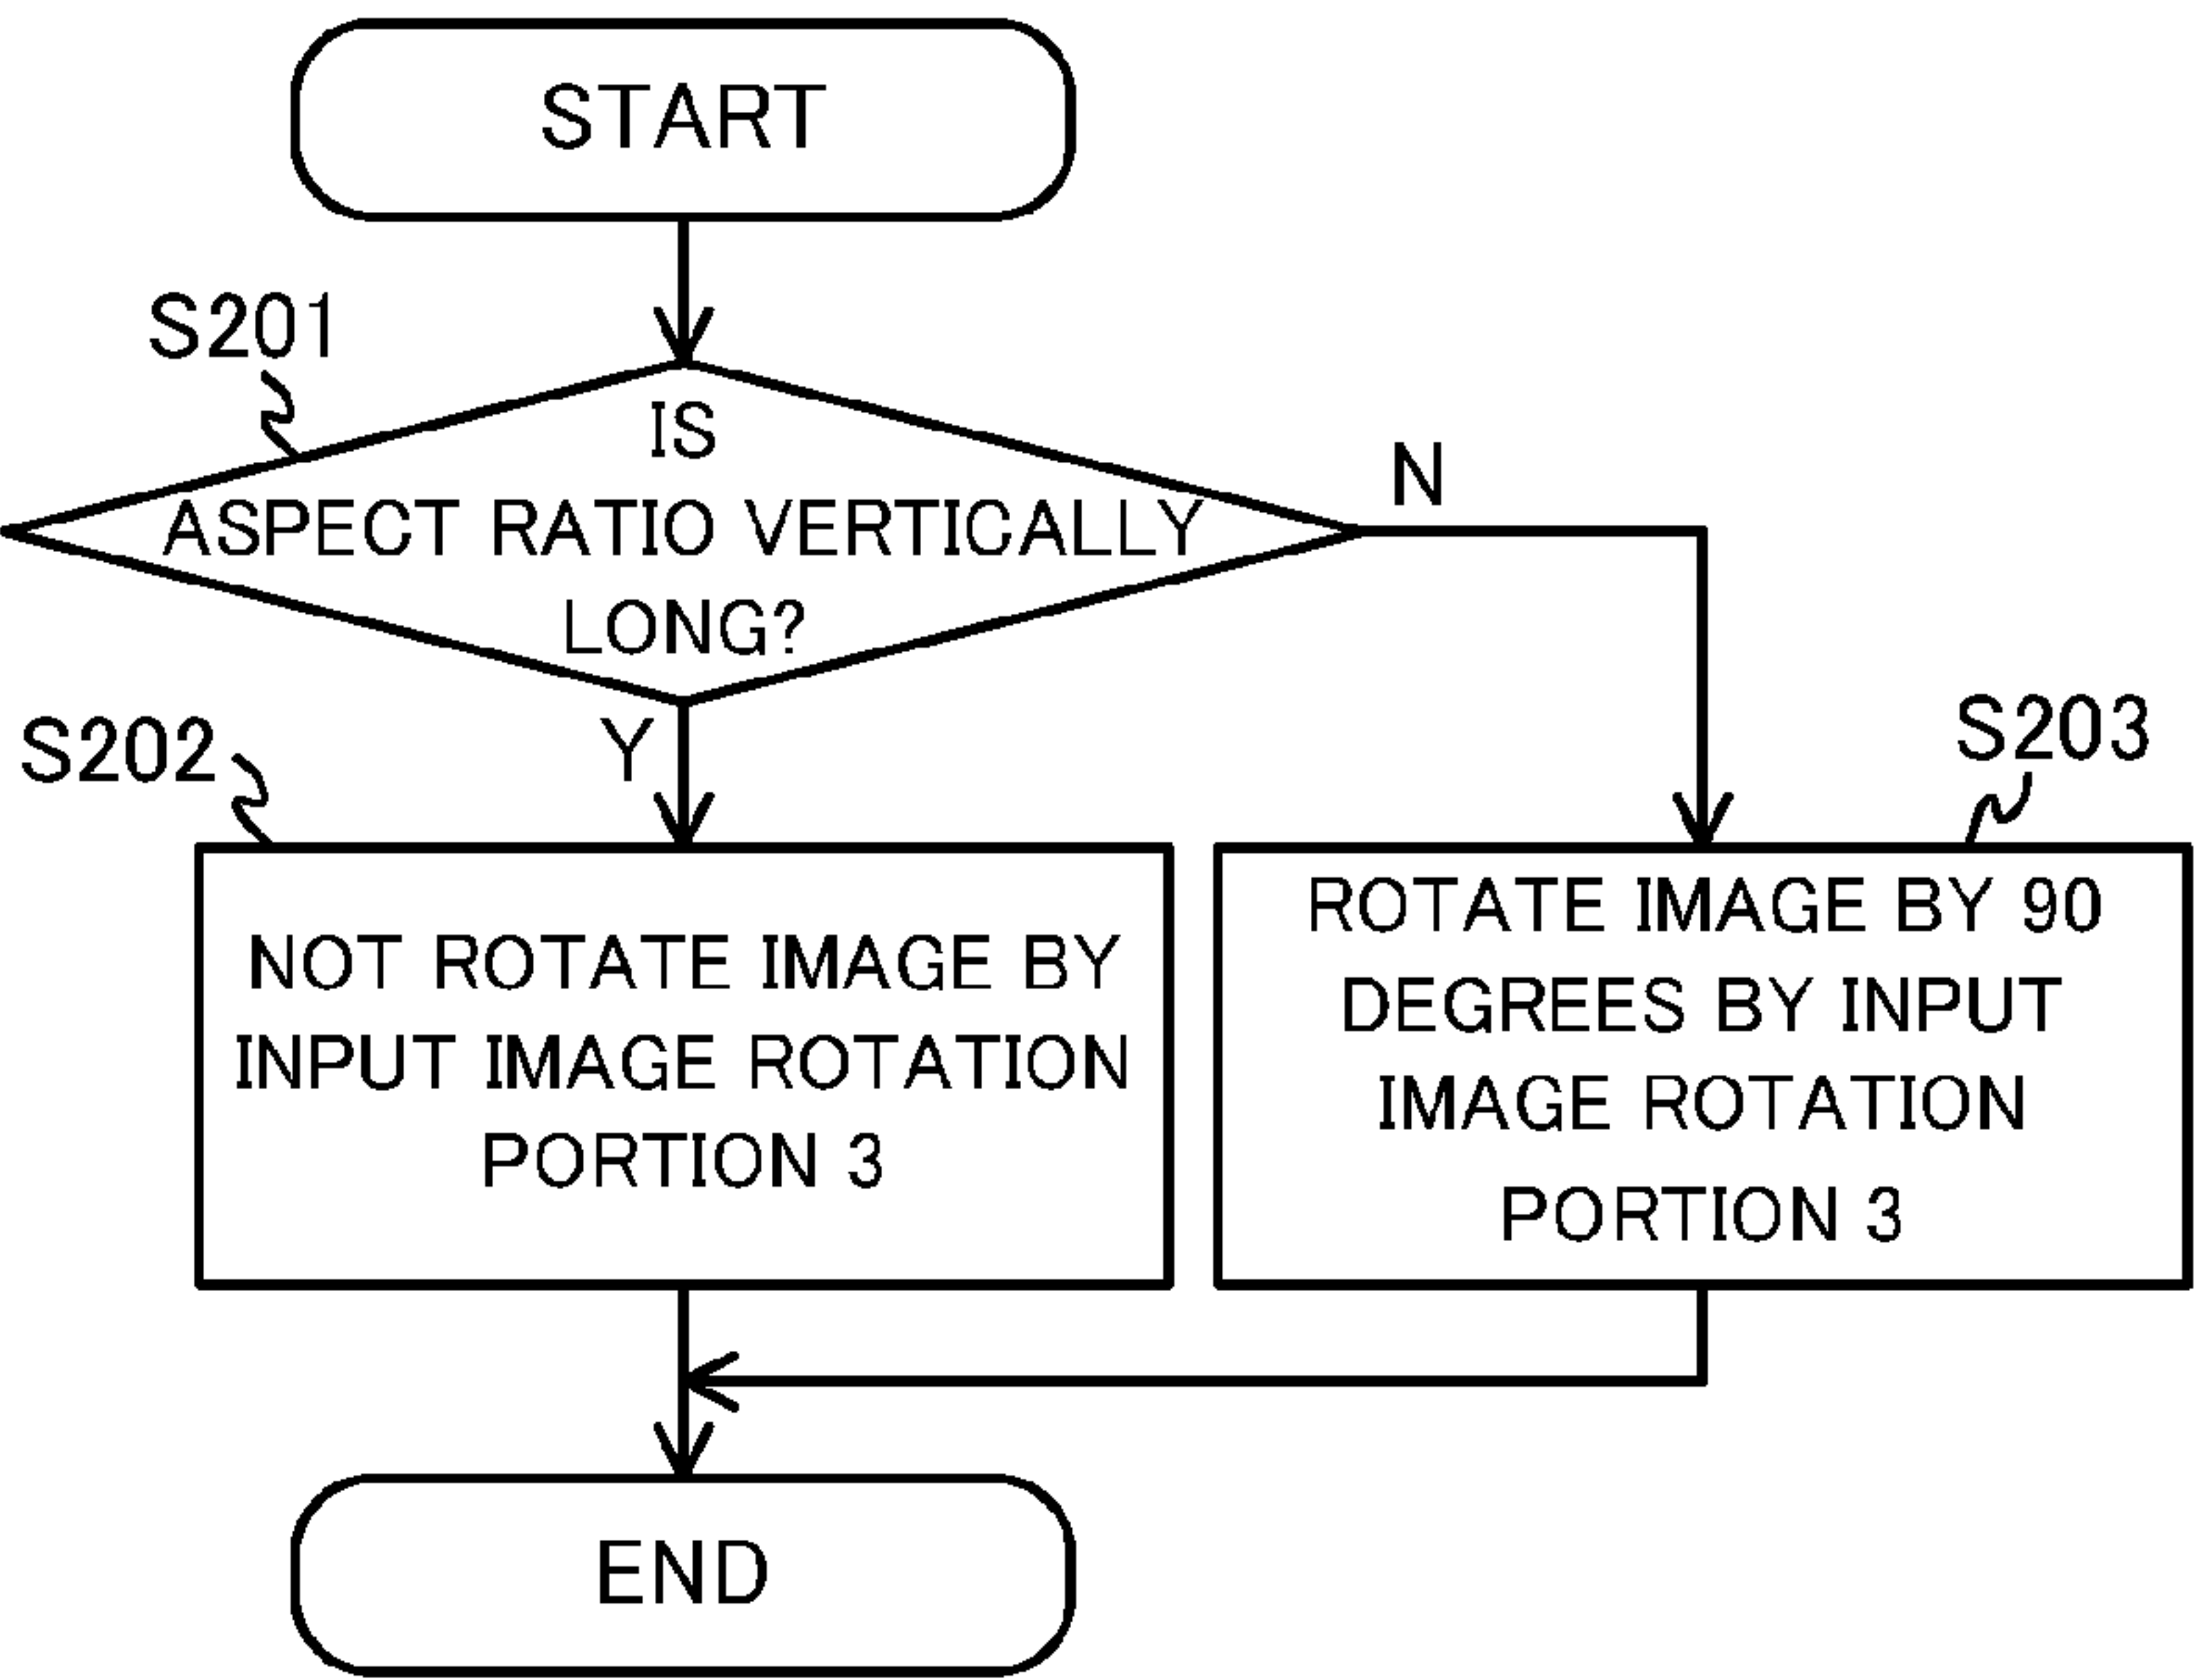 START
S201
IS
ASPECT RATIO VERTICALLY
LONG?
N
Y
S202
NOT ROTATE IMAGE BY
INPUT IMAGE ROTATION
PORTION 3
S203
ROTATE IMAGE BY 90
DEGREES BY INPUT
IMAGE ROTATION
PORTION 3
END